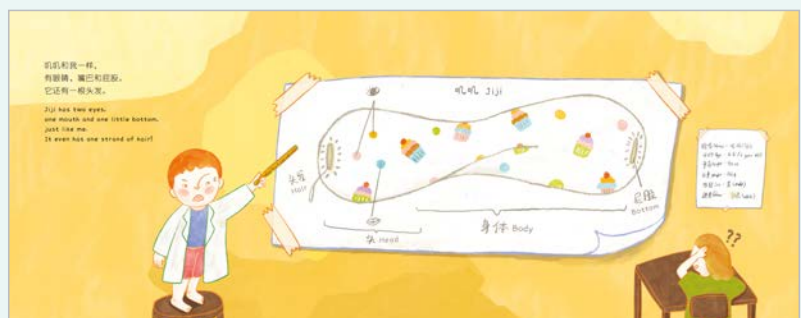 叽叽和我一样，
有眼睛，嘴巴和屁股。
它还有一根头发。
Jiji has two eyes,
one mouth and one little bottom,
just like me.
It even has one strand of hair!
叽叽 Jiji
头发
Hair
头 Head
身体 Body
屁股
Bottom
??